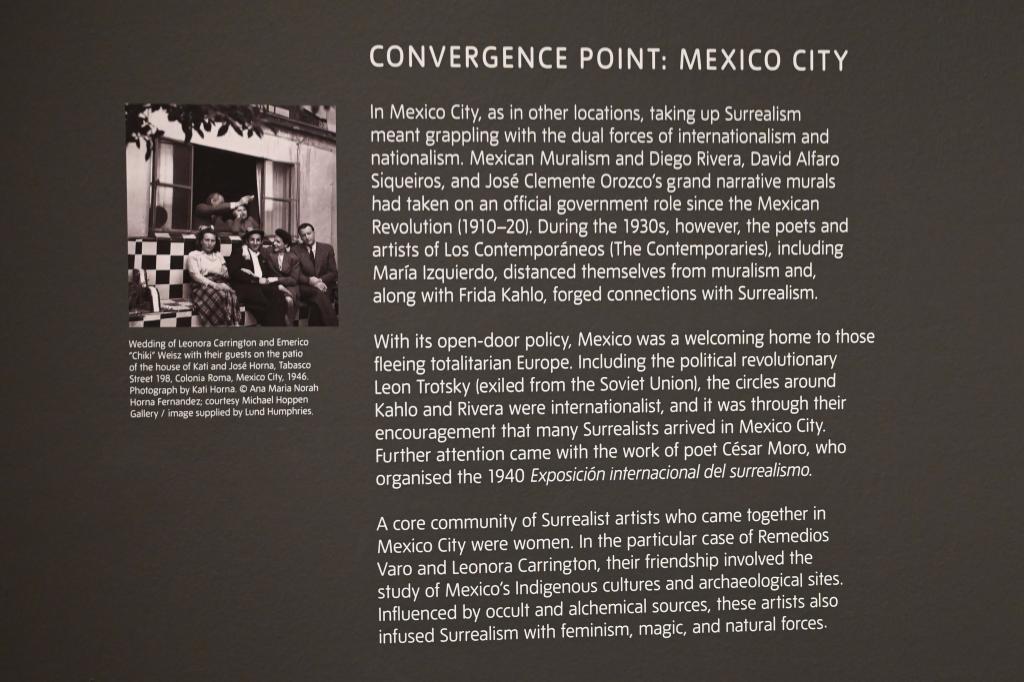 CONVERGENCE POINT: MEXICO CITY
In Mexico City, as in other locations, taking up Surrealism
meant grappling with the dual forces of internationalism and
nationalism. Mexican Muralism and Diego Rivera, David Alfaro
Siqueiros, and José Clemente Orozco's grand narrative murals
had taken on an official government role since the Mexican
Revolution (1910–20). During the 1930s, however, the poets and
artists of Los Contemporáneos (The Contemporaries), including
María Izquierdo, distanced themselves from muralism and,
along with Frida Kahlo, forged connections with Surrealism.
With its open-door policy, Mexico was a welcoming home to those
fleeing totalitarian Europe. Including the political revolutionary
Leon Trotsky (exiled from the Soviet Union), the circles around
Kahlo and Rivera were internationalist, and it was through their
encouragement that many Surrealists arrived in Mexico City.
Further attention came with the work of poet César Moro, who
organised the 1940 Exposición internacional del surrealismo.
A core community of Surrealist artists who came together in
Mexico City were women. In the particular case of Remedios
Varo and Leonora Carrington, their friendship involved the
study of Mexico's Indigenous cultures and archaeological sites.
Influenced by occult and alchemical sources, these artists also
infused Surrealism with feminism, magic, and natural forces.
Wedding of Leonora Carrington and Emerico
"Chiki" Weisz with their guests on the patio
of the house of Kati and José Horna, Tabasco
Street 198, Colonia Roma, Mexico City, 1946.
Photograph by Kati Horna. © Ana María Norah
Horna Fernandez; courtesy Michael Hoppen
Gallery / image supplied by Lund Humphries.